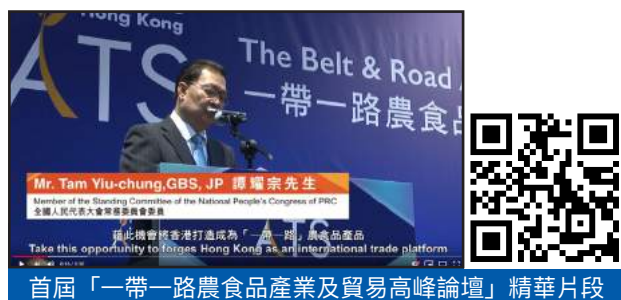 Hong Kong
ATS
The Belt & Road
一帶一路農食
Mr. Tam Yiu-chung,GBS, JP 譚耀宗先生
Member of the Standing Committee of the National People's Congress of PRC
全國人民代表大會常務委員會委員
藉此機會將香港打造成為「一帶一路」農食品產品
Take this opportunity to forges Hong Kong as an international trade platform
首屆「一帶一路農食品產業及貿易高峰論壇」精華片段